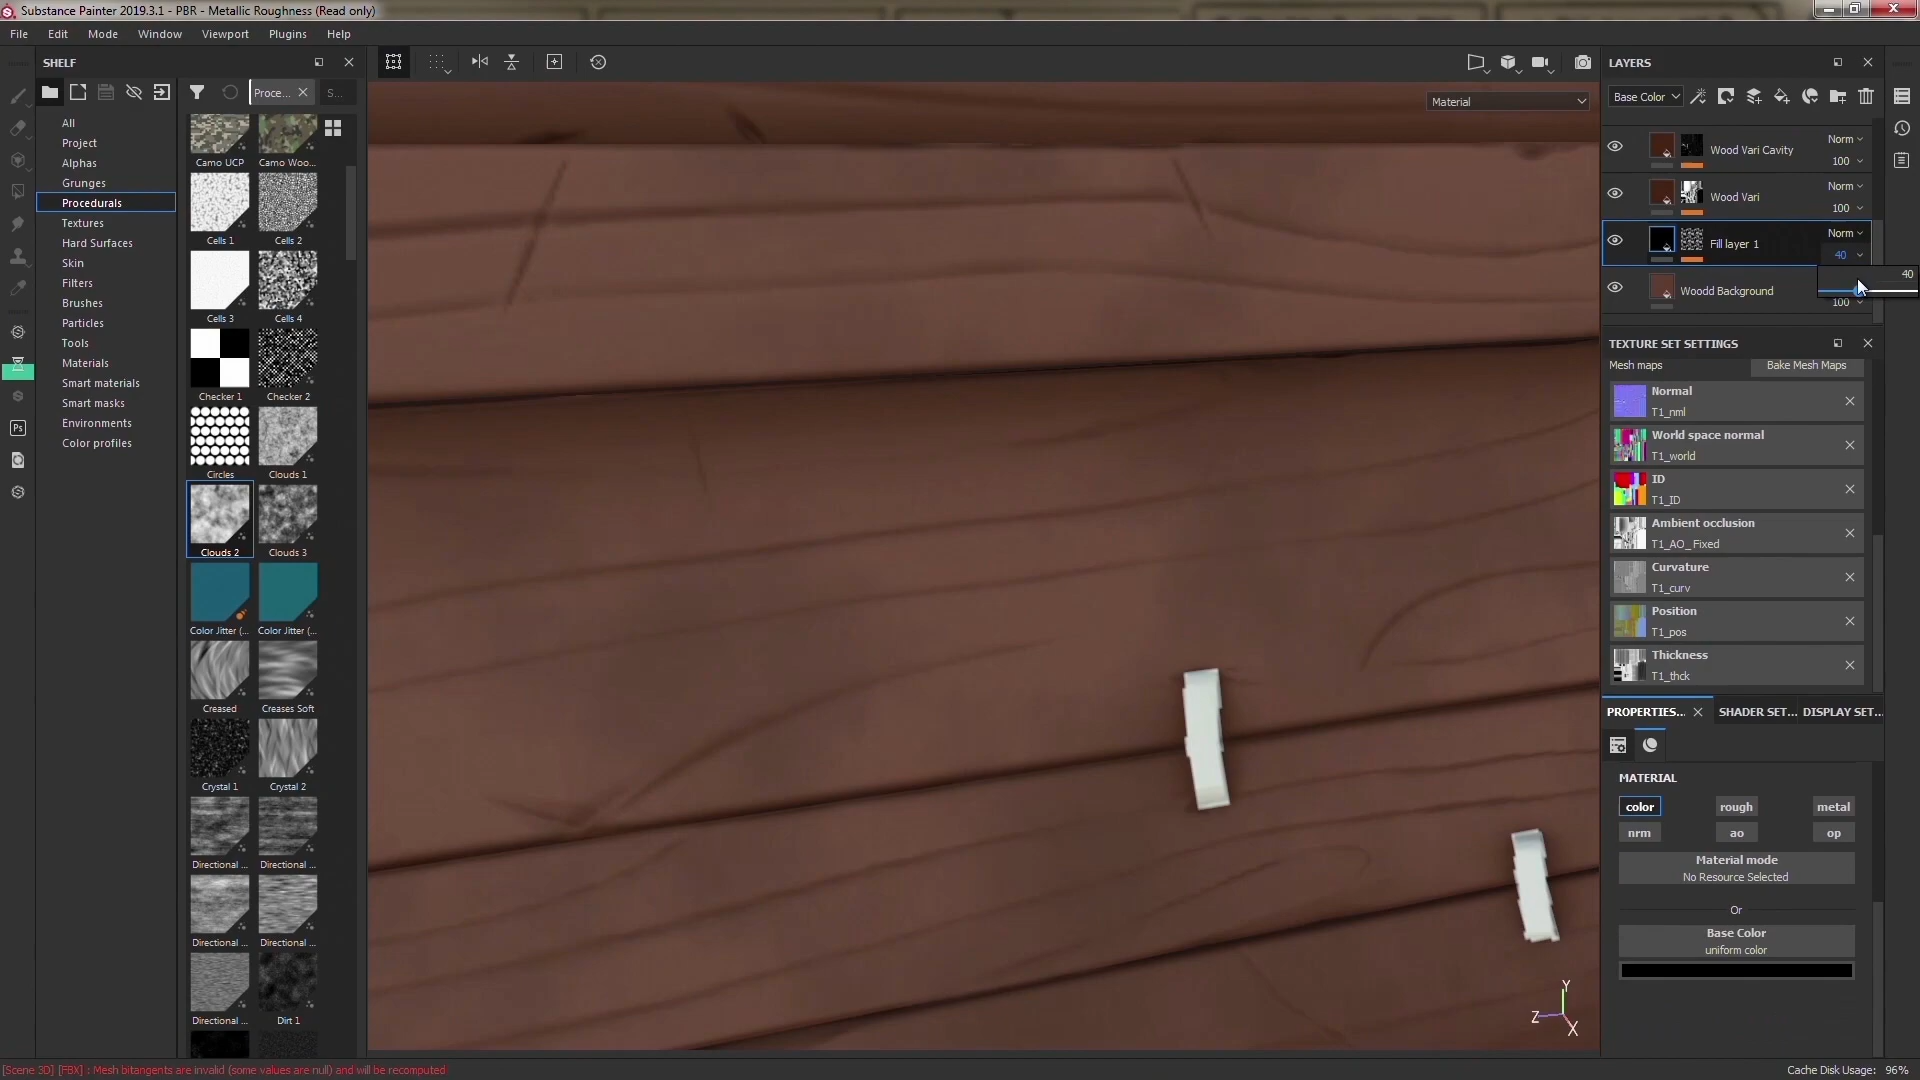 Substance Painter 2019.3.1 - PBR - Metallic Roughness (Read only)
File Edit Mode Window Viewport Plugins Help
SHELF
Proce...
S...
All
Project
Alphas
Grunges
Procedurals
Textures
Hard Surfaces
Skin
Filters
Brushes
Particles
Tools
Materials
Smart materials
Smart masks
Environments
Color profiles
Camo UCP
Camo Woo...
Cells 1
Cells 2
Cells 3
Cells 4
Checker 1
Checker 2
Circles
Clouds 1
Clouds 2
Clouds 3
Color Jitter (...
Color Jitter (...
Creased
Creases Soft
Crystal 1
Crystal 2
Directional ...
Directional ...
Directional ...
Directional ...
Directional ...
Dirt 1
Ps
Material
Y
Z
X
LAYERS
Base Color
Wood Vari Cavity
Norm
100
Wood Vari
Norm
100
Fill layer 1
Norm
40
40
Woodd Background
100
TEXTURE SET SETTINGS
Mesh maps
Bake Mesh Maps
Normal
T1_nml
World space normal
T1_world
ID
T1_ID
Ambient occlusion
T1_AO_Fixed
Curvature
T1_curv
Position
T1_pos
Thickness
T1_thck
PROPERTIES...
SHADER SET...
DISPLAY SET...
MATERIAL
color rough metal
nrm ao op
Material mode
No Resource Selected
Or
Base Color
uniform color
[Scene 3D] [FBX] : Mesh bitangents are invalid (some values are null) and will be recomputed
Cache Disk Usage: 96%